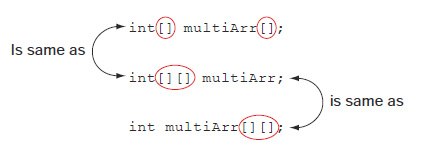 int[] multiArr[];
Is same as
int[][] multiArr;
is same as
int multiArr[][];